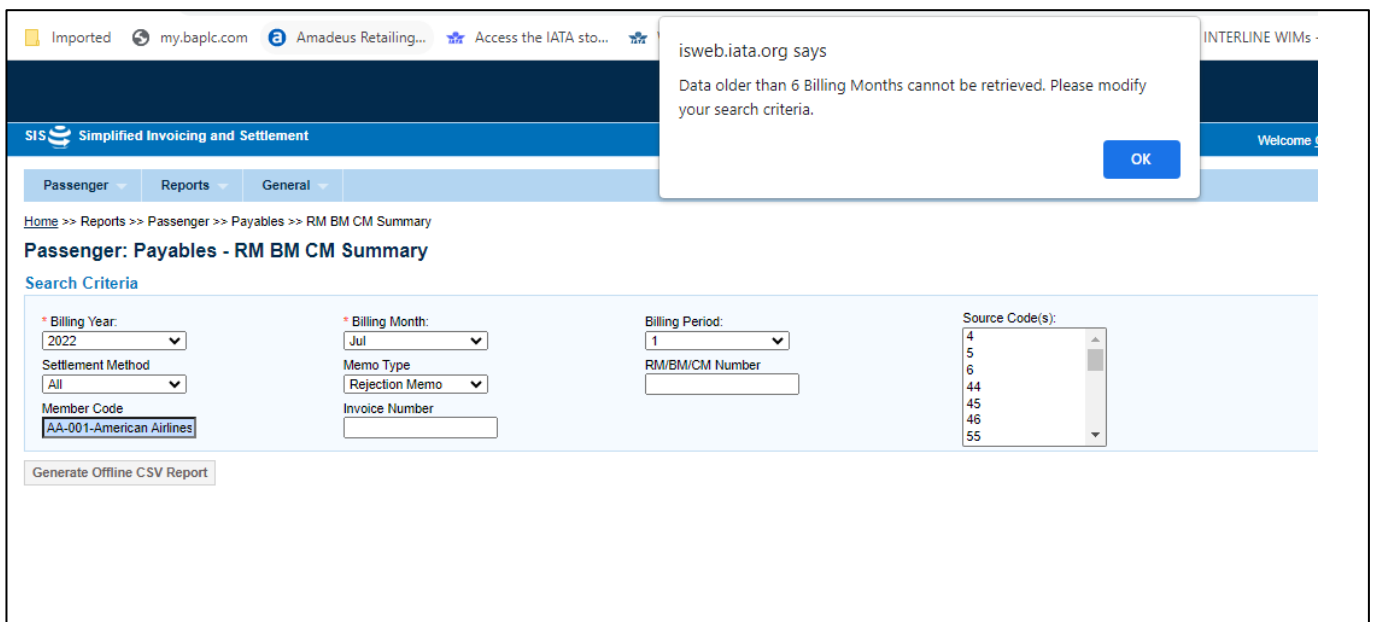 Imported my.baplc.com Amadeus Retailing... Access the IATA sto... INTERLINE WIMs -
isweb.iata.org says
Data older than 6 Billing Months cannot be retrieved. Please modify
your search criteria.
OK
SIS Simplified Invoicing and Settlement Welcome
Passenger Reports General
Home >> Reports >> Passenger >> Payables >> RM BM CM Summary
Passenger: Payables - RM BM CM Summary
Search Criteria
* Billing Year: * Billing Month: Billing Period: Source Code(s):
2022 Jul 1 4
5
Settlement Method Memo Type RM/BM/CM Number
6
All Rejection Memo 44
Member Code Invoice Number 45
AA-001-American Airlines 46
55
Generate Offline CSV Report